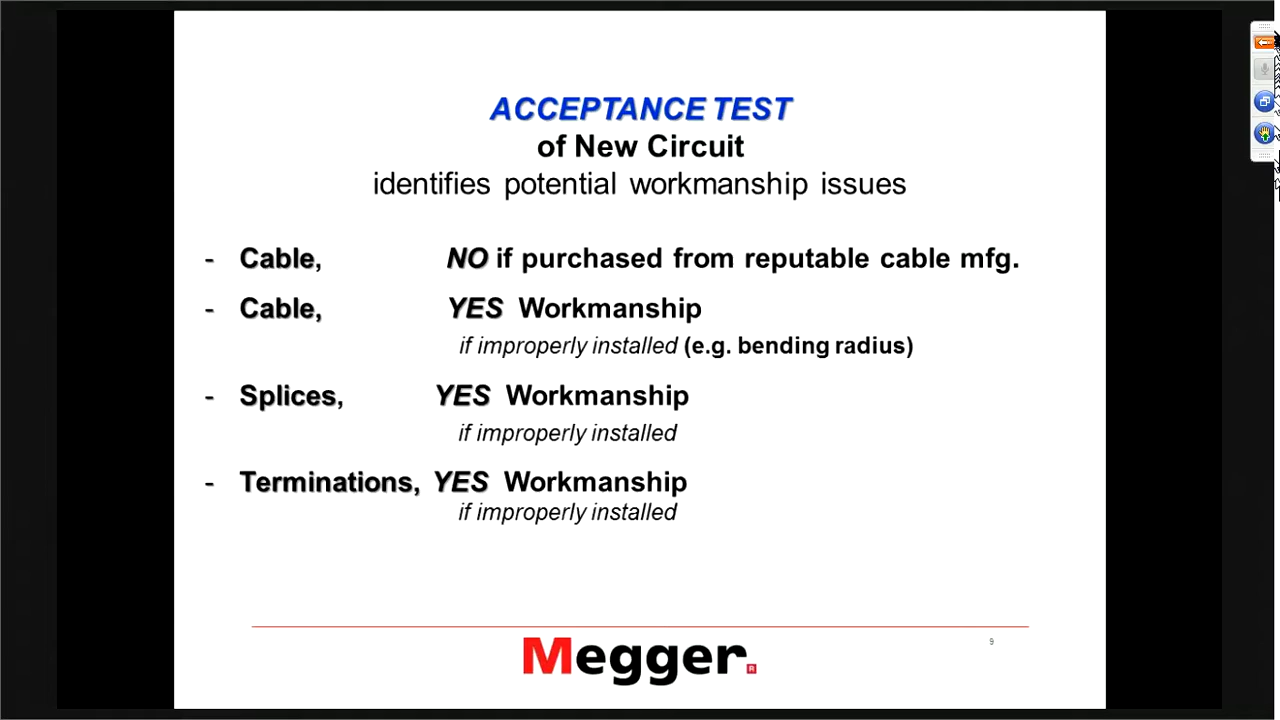 ACCEPTANCE TEST
of New Circuit
identifies potential workmanship issues
- Cable, NO if purchased from reputable cable mfg.
- Cable, YES Workmanship
if improperly installed (e.g. bending radius)
- Splices, YES Workmanship
if improperly installed
- Terminations, YES Workmanship
if improperly installed
9
Megger.